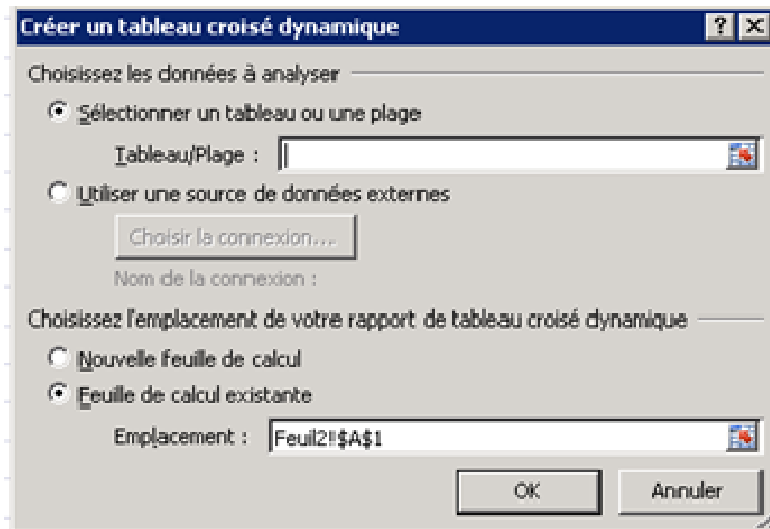 Créer un tableau croisé dynamique
Choisissez les données à analyser
Sélectionner un tableau ou une plage
Tableau/Plage :
Utiliser une source de données externes
Choisir la connexion...
Nom de la connexion :
Choisissez l'emplacement de votre rapport de tableau croisé dynamique
Nouvelle feuille de calcul
Feuille de calcul existante
Emplacement : Feuil2!$A$1
OK Annuler